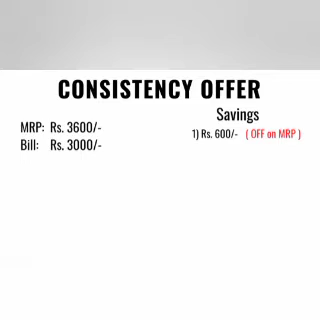 CONSISTENCY OFFER
Savings
MRP: Rs. 3600/-
1) Rs. 600/- ( OFF on MRP )
Bill: Rs. 3000/-